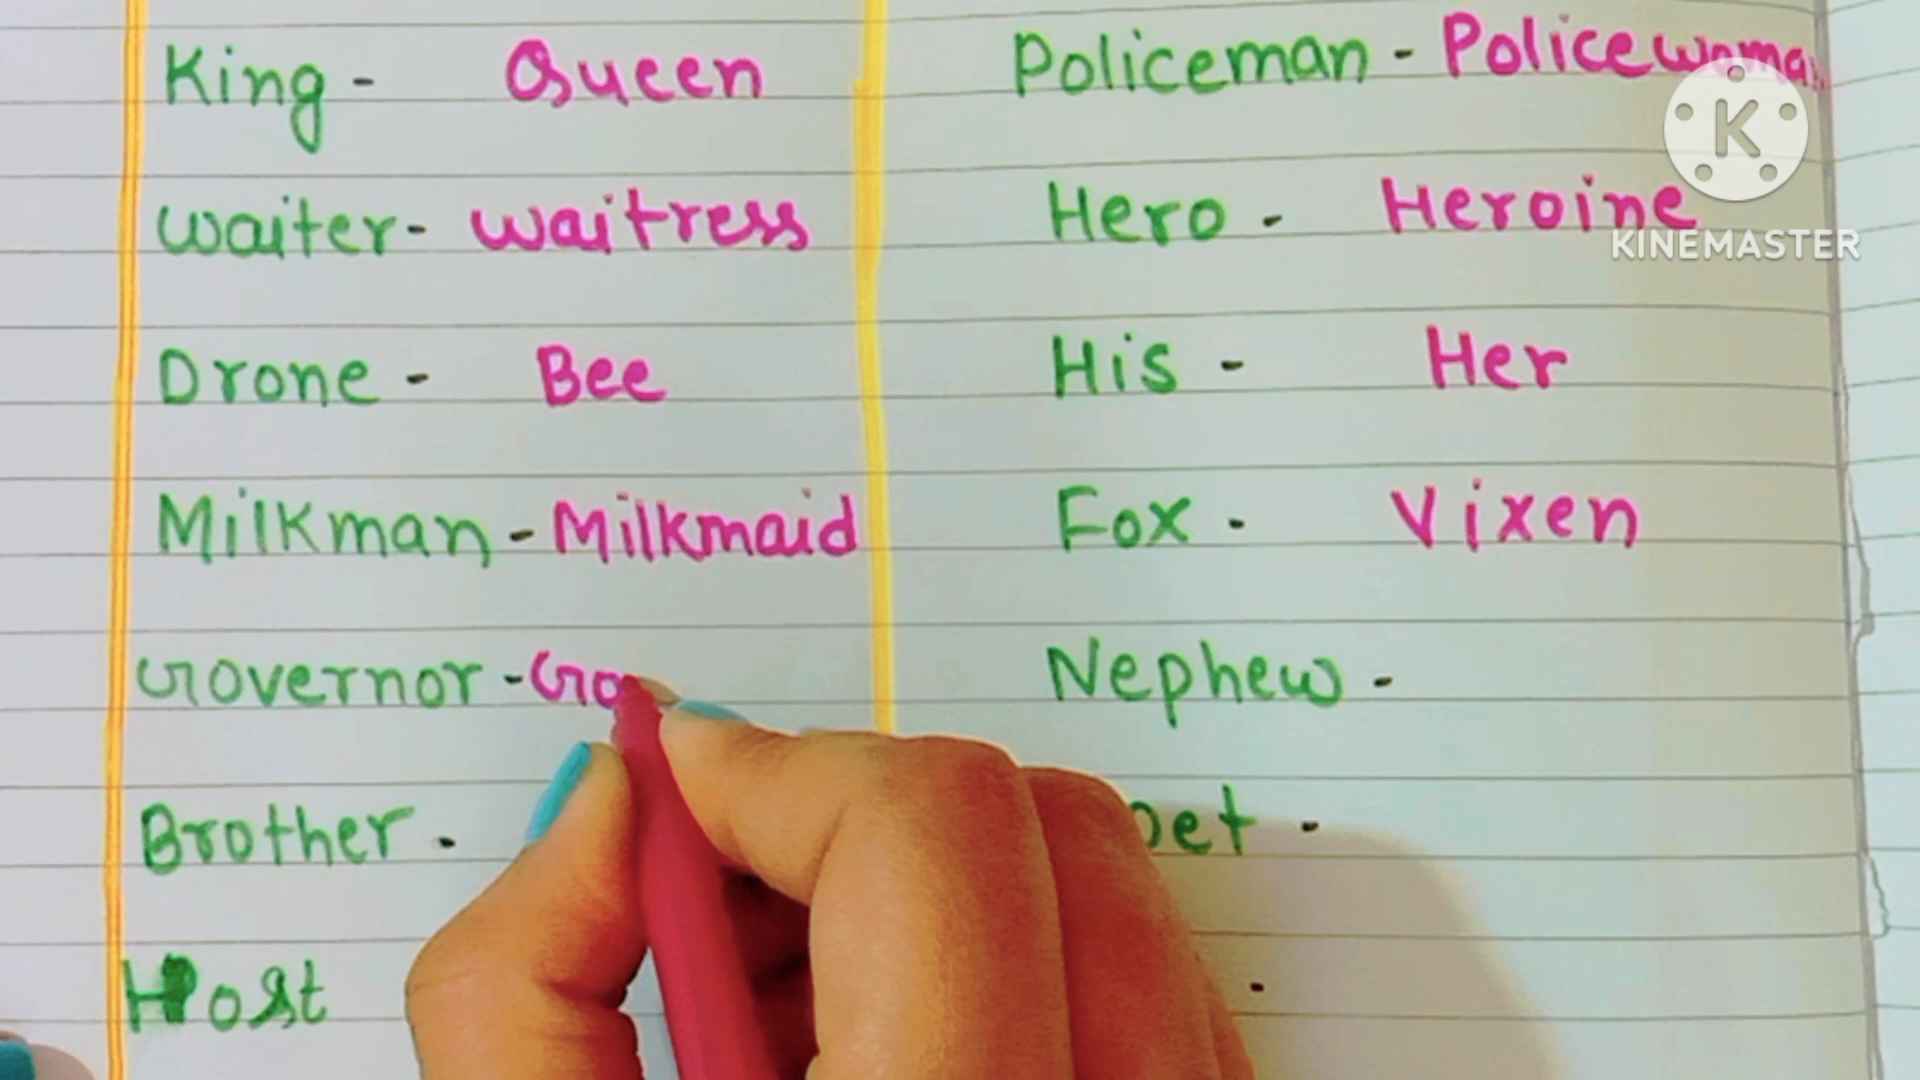 King - Queen
Waiter - Waitress
Drone - Bee
Milkman - Milkmaid
Governor - Go
Brother -
Host
Policeman - Policewoma
Hero - Heroine
His - Her
Fox - Vixen
Nephew -
oet -
K
KINEMASTER